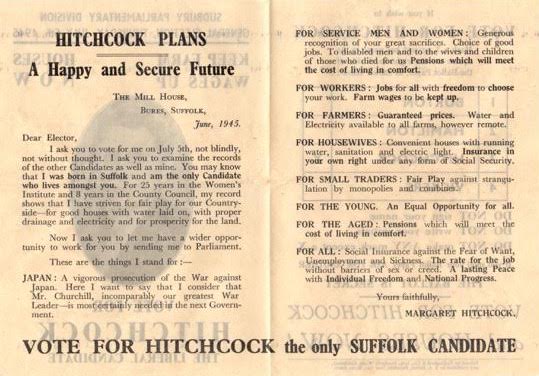 HITCHCOCK PLANS
A Happy and Secure Future
THE MILL HOUSE,
BURES, SUFFOLK,
June, 1945.
Dear Elector,
I ask you to vote for me on July 5th, not blindly,
not without thought. I ask you to examine the records
of the other Candidates as well as mine. You may know
that I was born in Suffolk and am the only Candidate
who lives amongst you. For 25 years in the Women's
Institute and 8 years in the County Council, my record
shows that I have striven for fair play for our Country-
side—for good houses with water laid on, with proper
drainage and electricity and for prosperity for the land.
Now I ask you to let me have a wider oppor-
tunity to work for you by sending me to Parliament.
These are the things I stand for:—
JAPAN: A vigorous prosecution of the War against
Japan. Here I want to say that I consider that
Mr. Churchill, incomparably our greatest War
Leader—is most needed in the next Govern-
ment.
FOR SERVICE MEN AND WOMEN: Generous
recognition of your great sacrifices. Choice of good
jobs. To disabled men and to the wives and children
of those who died for us Pensions which will meet
the cost of living in comfort.
FOR WORKERS: Jobs for all with freedom to choose
your work. Farm wages to be kept up.
FOR FARMERS: Guaranteed prices. Water and
Electricity available to all farms, however remote.
FOR HOUSEWIVES: Convenient houses with running
water, sanitation and electric light. Insurance in
your own right under any form of Social Security.
FOR SMALL TRADERS: Fair Play against strangu-
lation by monopolies and combines.
FOR THE YOUNG. An Equal Opportunity for all.
FOR THE AGED: Pensions which will meet the
cost of living in comfort.
FOR ALL: Social Insurance against the Fear of Want,
Unemployment and Sickness. The rate for the job
without barriers of sex or creed. A lasting Peace
with Individual Freedom and National Progress.
Yours faithfully,
MARGARET HITCHCOCK.
VOTE FOR HITCHCOCK the only SUFFOLK CANDIDATE